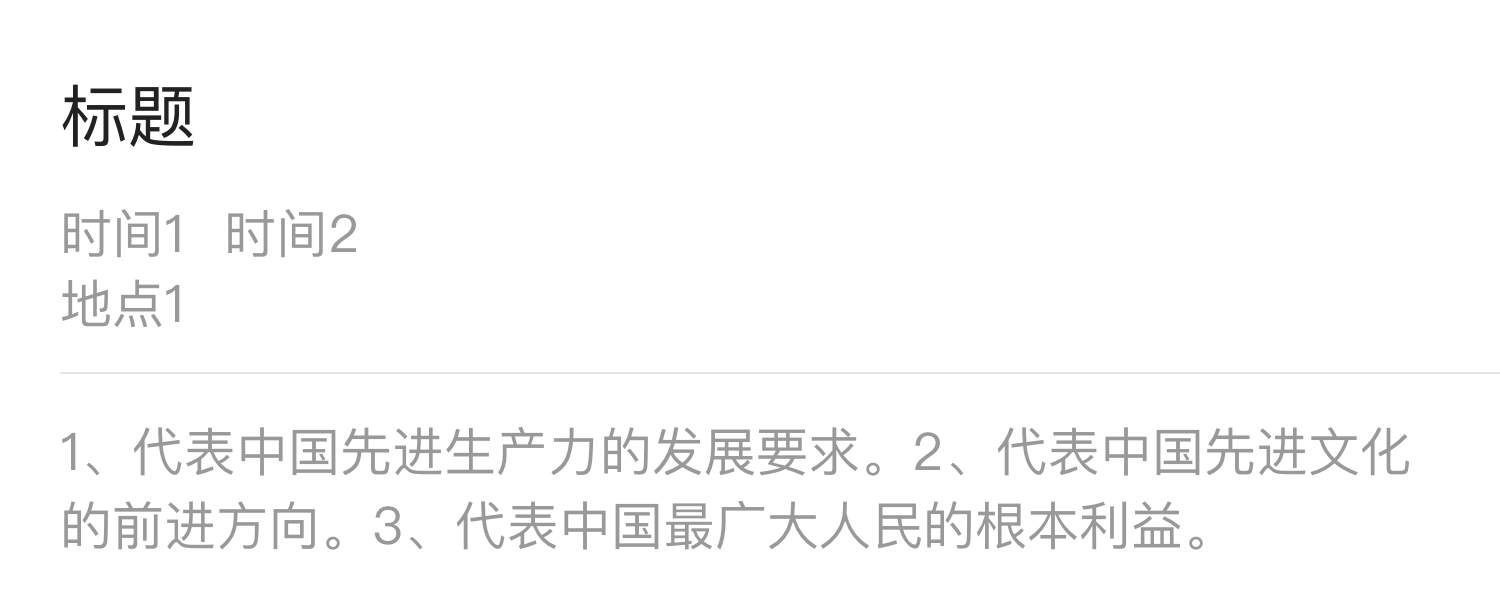 标题
时间1 时间2
地点1
1、代表中国先进生产力的发展要求。2、代表中国先进文化
的前进方向。3、代表中国最广大人民的根本利益。